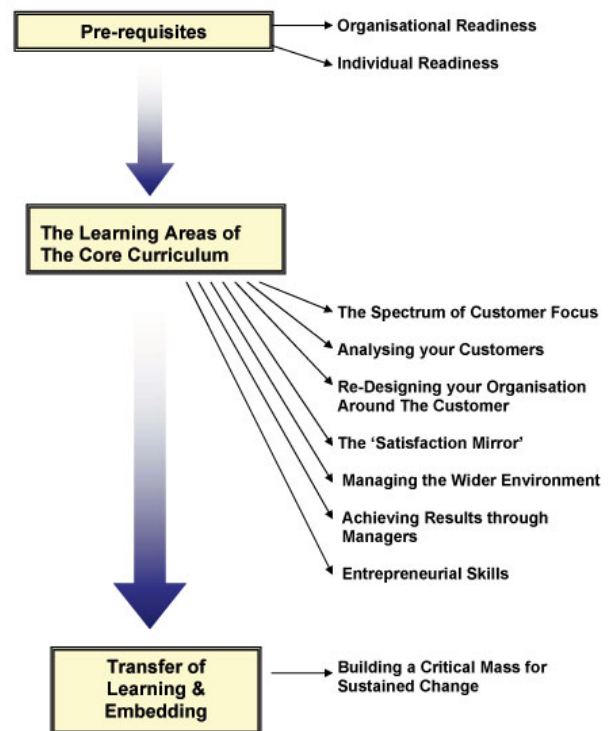 Pre-requisites
Organisational Readiness
Individual Readiness
The Learning Areas of
The Core Curriculum
The Spectrum of Customer Focus
Analysing your Customers
Re-Designing your Organisation
Around The Customer
The ‘Satisfaction Mirror’
Managing the Wider Environment
Achieving Results through
Managers
Entrepreneurial Skills
Transfer of
Learning &
Embedding
Building a Critical Mass for
Sustained Change